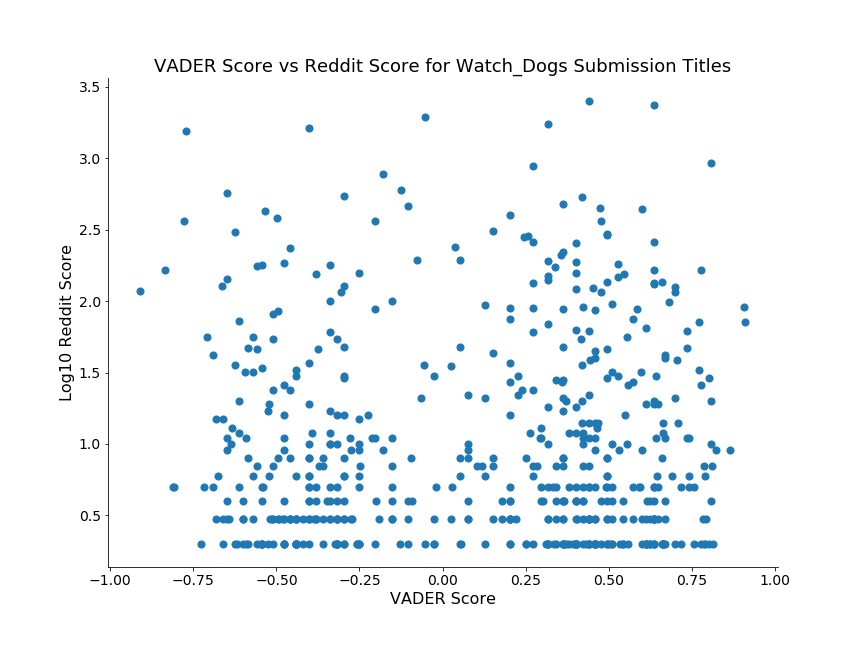 VADER Score vs Reddit Score for Watch_Dogs Submission Titles
3.5
3.0
2.5
2.0
1.5
1.0
0.5
Log10 Reddit Score
−1.00 −0.75 −0.50 −0.25 0.00 0.25 0.50 0.75 1.00
VADER Score